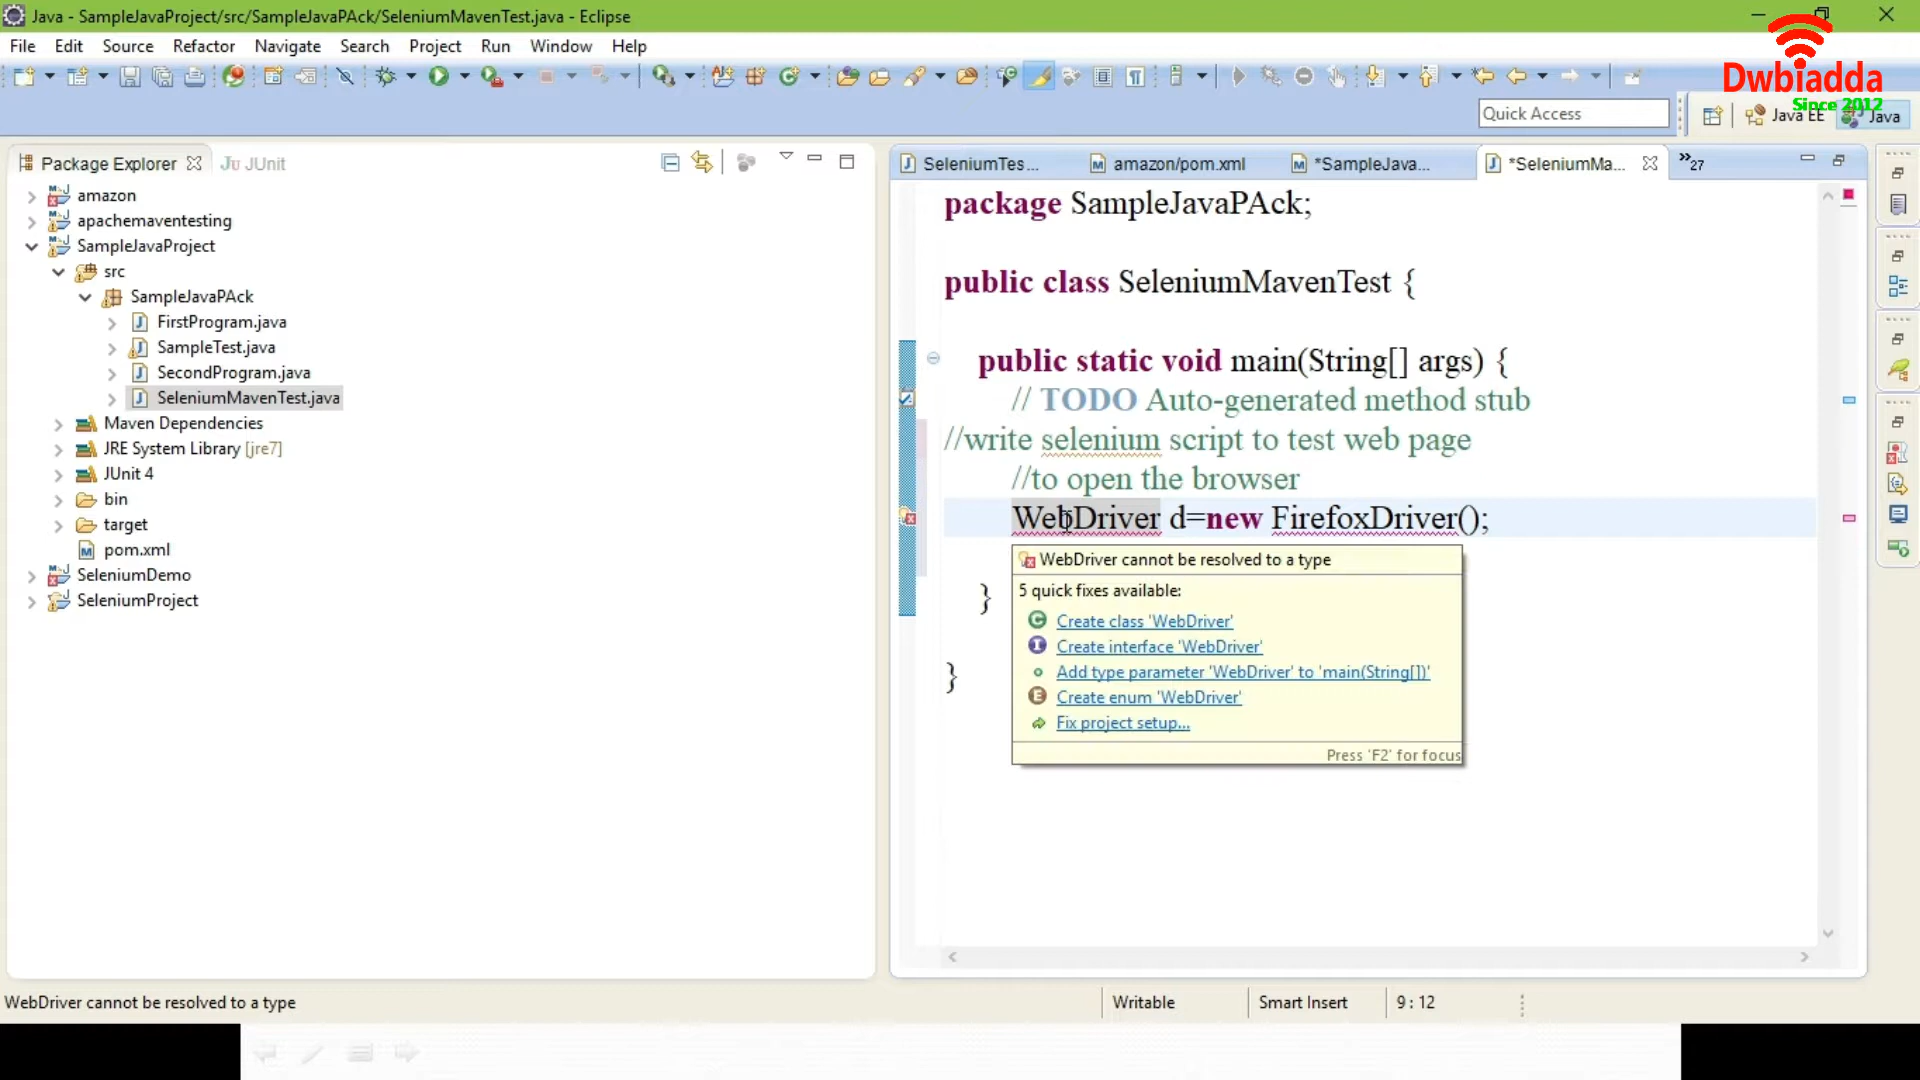 Java - SampleJavaProject/src/SampleJavaPAck/SeleniumMavenTest.java - Eclipse
File Edit Source Refactor Navigate Search Project Run Window Help
Dwbiadda
Since 2012
Quick Access
Java EE
Java
Package Explorer
JUnit
SeleniumTes...
amazon/pom.xml
*SampleJava...
*SeleniumMa...
»27
amazon
apachemaventesting
SampleJavaProject
src
SampleJavaPAck
FirstProgram.java
SampleTest.java
SecondProgram.java
SeleniumMavenTest.java
Maven Dependencies
JRE System Library [jre7]
JUnit 4
bin
target
pom.xml
SeleniumDemo
SeleniumProject
package SampleJavaPAck;
public class SeleniumMavenTest {
public static void main(String[] args) {
// TODO Auto-generated method stub
//write selenium script to test web page
//to open the browser
WebDriver d=new FirefoxDriver();
}
}
WebDriver cannot be resolved to a type
5 quick fixes available:
Create class 'WebDriver'
Create interface 'WebDriver'
Add type parameter 'WebDriver' to 'main(String[])'
Create enum 'WebDriver'
Fix project setup...
Press 'F2' for focus
WebDriver cannot be resolved to a type
Writable
Smart Insert
9 : 12